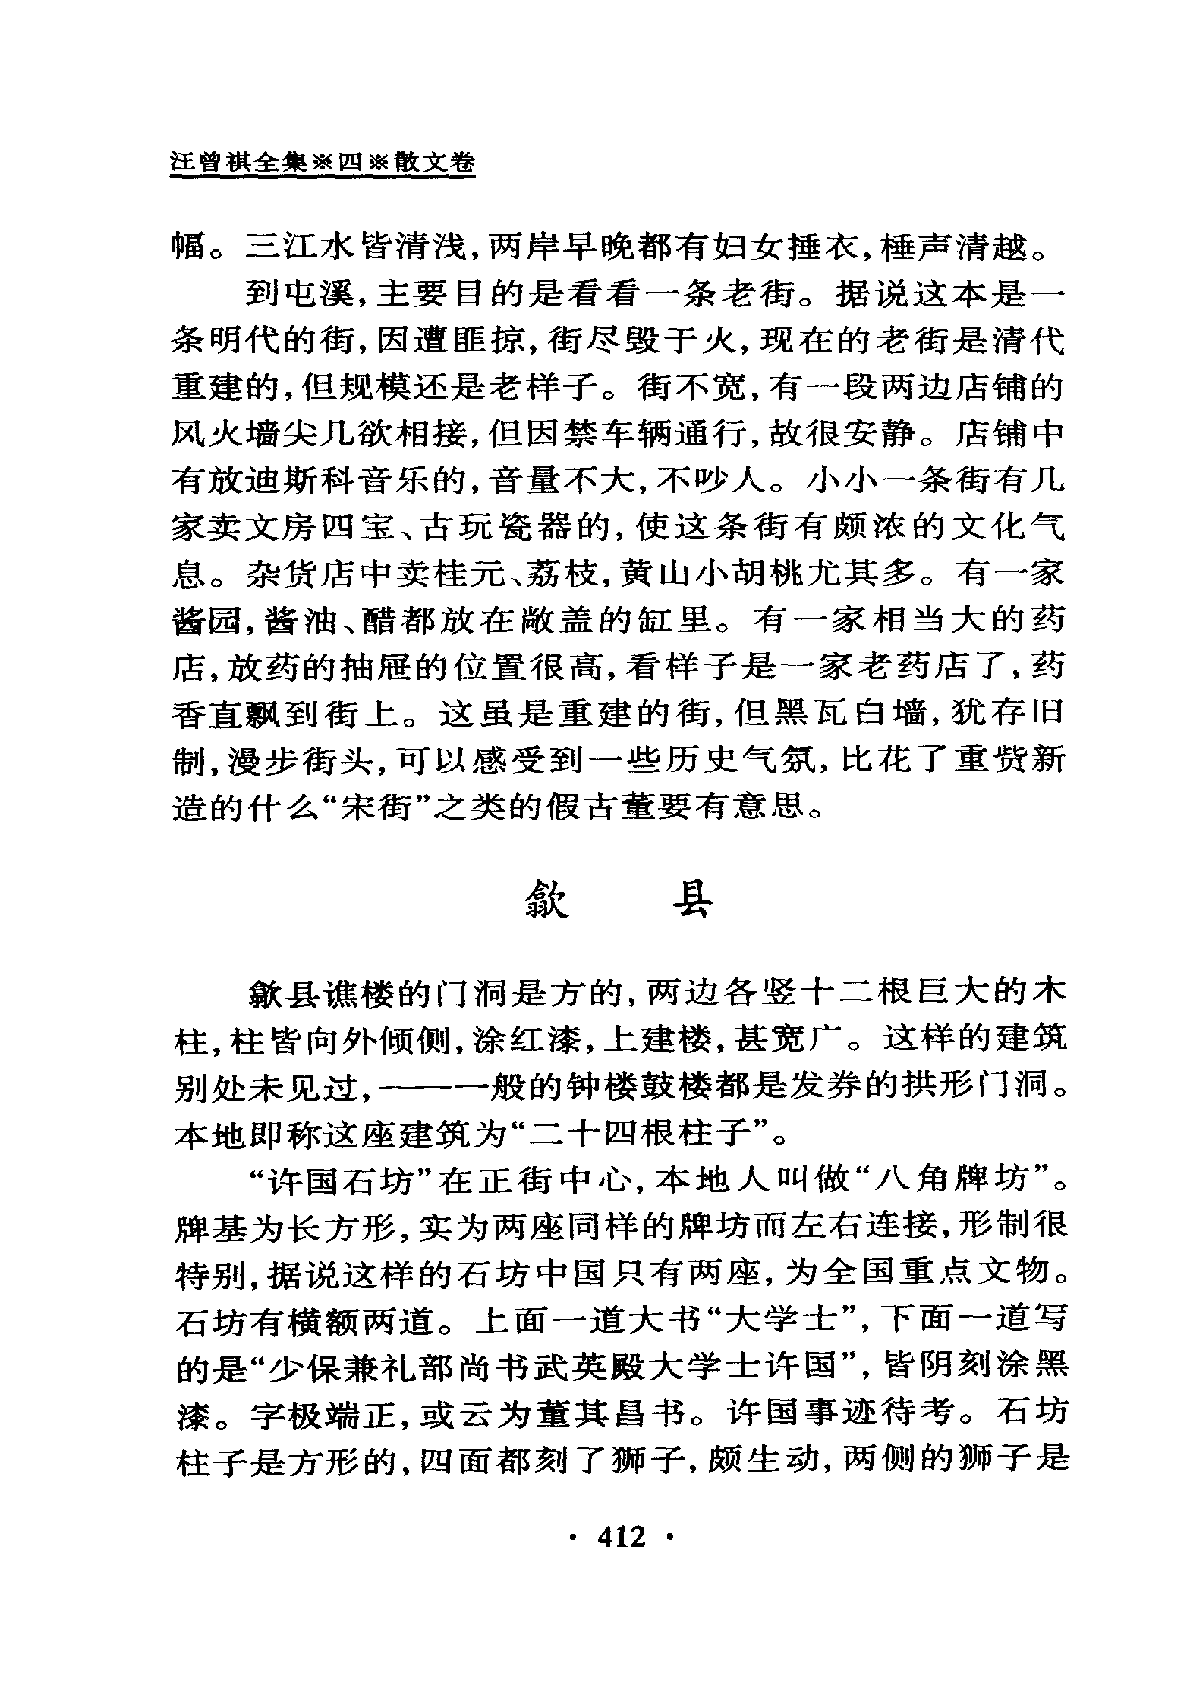 汪曾祺全集※四※散文卷
幅。三江水皆清浅,两岸早晚都有妇女捶衣,棰声清越。
到屯溪,主要目的是看看一条老街。据说这本是一
条明代的街,因遭匪掠,街尽毁于火,现在的老街是清代
重建的,但规模还是老样子。街不宽,有一段两边店铺的
风火墙尖几欲相接,但因禁车辆通行,故很安静。店铺中
有放迪斯科音乐的,音量不大,不吵人。小小一条街有几
家卖文房四宝、古玩瓷器的,使这条街有颇浓的文化气
息。杂货店中卖桂元、荔枝,黄山小胡桃尤其多。有一家
酱园,酱油、醋都放在敞盖的缸里。有一家相当大的药
店,放药的抽屉的位置很高,看样子是一家老药店了,药
香直飘到街上。这虽是重建的街,但黑瓦白墙,犹存旧
制,漫步街头,可以感受到一些历史气氛,比花了重赀新
造的什么“宋街”之类的假古董要有意思。
歙 县
歙县谯楼的门洞是方的,两边各竖十二根巨大的木
柱,柱皆向外倾侧,涂红漆,上建楼,甚宽广。这样的建筑
别处未见过,——一般的钟楼鼓楼都是发券的拱形门洞。
本地即称这座建筑为“二十四根柱子”。
“许国石坊”在正街中心,本地人叫做“八角牌坊”。
牌基为长方形,实为两座同样的牌坊而左右连接,形制很
特别,据说这样的石坊中国只有两座,为全国重点文物。
石坊有横额两道。上面一道大书“大学士”,下面一道写
的是“少保兼礼部尚书武英殿大学士许国”,皆阴刻涂黑
漆。字极端正,或云为董其昌书。许国事迹待考。石坊
柱子是方形的,四面都刻了狮子,颇生动,两侧的狮子是
· 412 ·